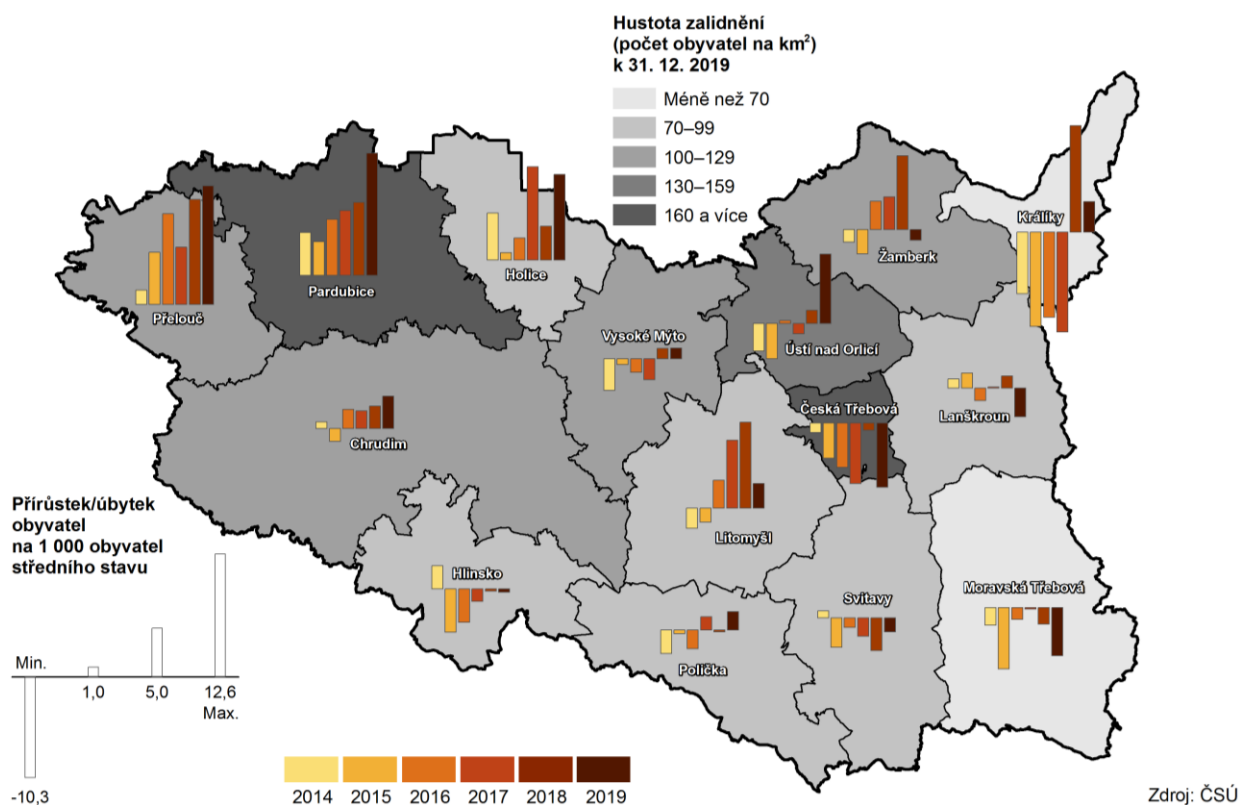 Hustota zalidnění
(počet obyvatel na km²)
k 31. 12. 2019
Méně než 70
70–99
100–129
130–159
160 a více
Králíky
Žamberk
Holice
Pardubice
Přelouč
Vysoké Mýto
Ústí nad Orlicí
Česká Třebová
Lanškroun
Chrudim
Litomyšl
Hlinsko
Svitavy
Moravská Třebová
Polička
Přírůstek/úbytek
obyvatel
na 1 000 obyvatel
středního stavu
Min.
1,0
5,0
12,6
Max.
-10,3
2014
2015
2016
2017
2018
2019
Zdroj: ČSÚ